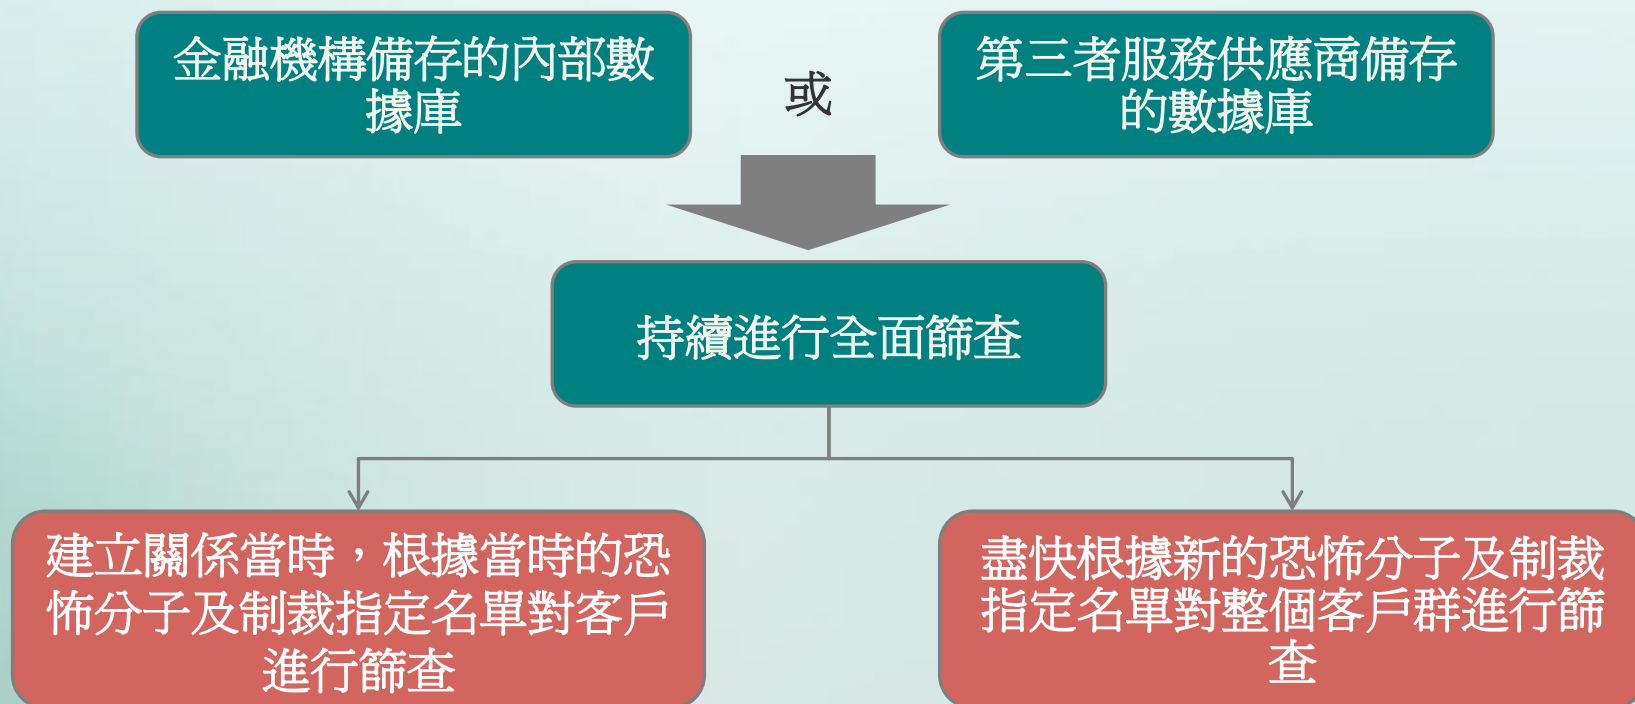 金融機構備存的內部數
據庫
或
第三者服務供應商備存
的數據庫
持續進行全面篩查
建立關係當時，根據當時的恐
怖分子及制裁指定名單對客戶
進行篩查
盡快根據新的恐怖分子及制裁
指定名單對整個客戶群進行篩
查